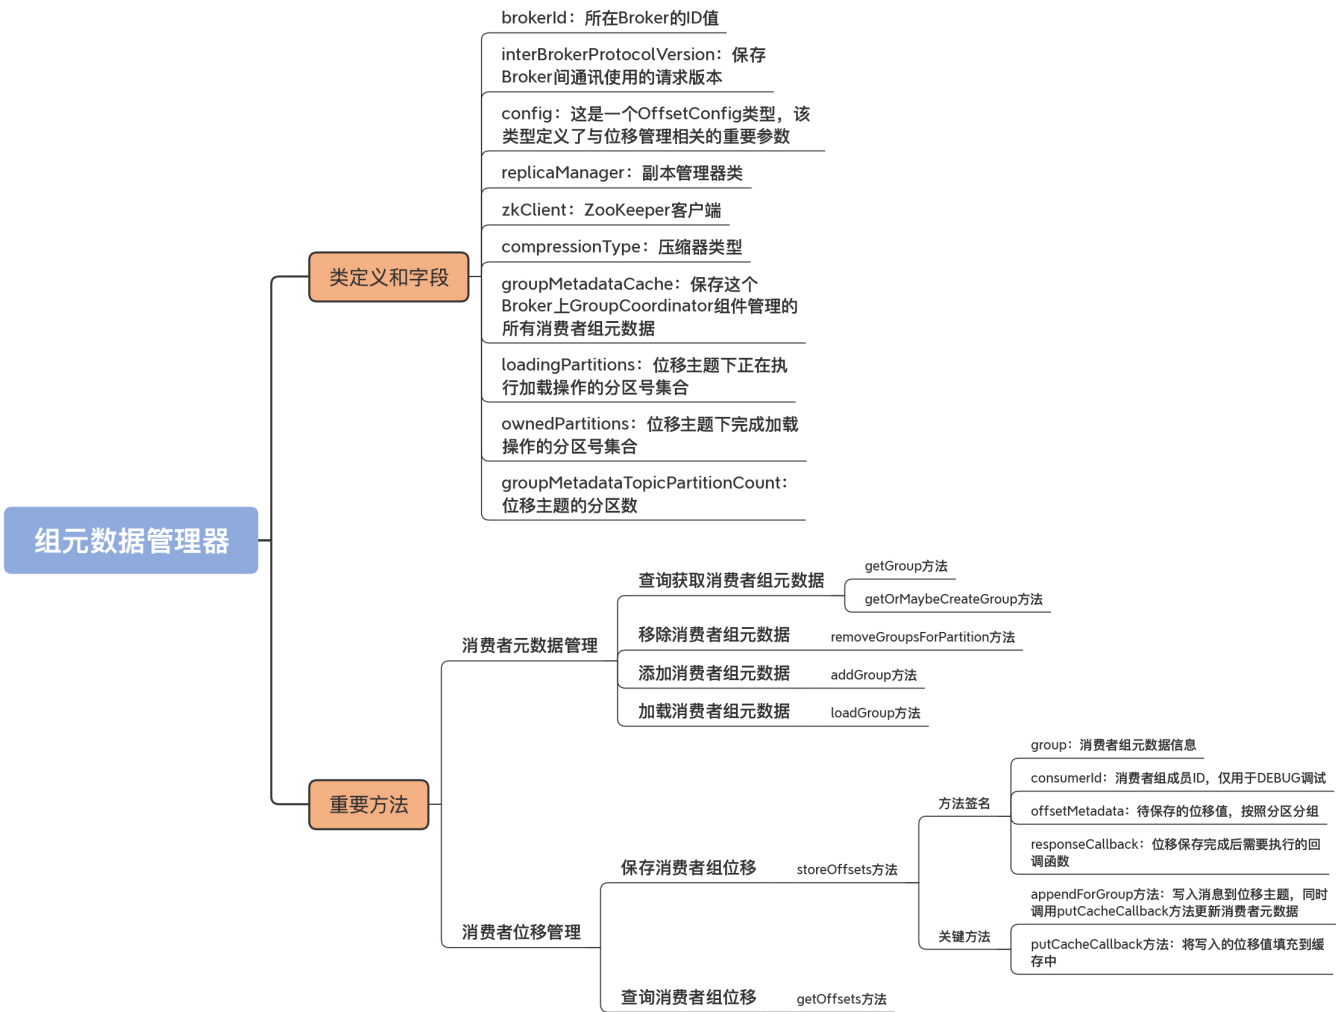 brokerId：所在Broker的ID值
interBrokerProtocolVersion：保存
Broker间通讯使用的请求版本
config：这是一个OffsetConfig类型，该
类型定义了与位移管理相关的重要参数
replicaManager：副本管理器类
zkClient：ZooKeeper客户端
compressionType：压缩器类型
类定义和字段
groupMetadataCache：保存这个
Broker上GroupCoordinator组件管理的
所有消费者组元数据
loadingPartitions：位移主题下正在执
行加载操作的分区号集合
ownedPartitions：位移主题下完成加载
操作的分区号集合
groupMetadataTopicPartitionCount：
位移主题的分区数
组元数据管理器
重要方法
消费者元数据管理
查询获取消费者组元数据
getGroup方法
getOrMaybeCreateGroup方法
移除消费者组元数据
removeGroupsForPartition方法
添加消费者组元数据
addGroup方法
加载消费者组元数据
loadGroup方法
消费者位移管理
保存消费者组位移
storeOffsets方法
方法签名
group：消费者组元数据信息
consumerId：消费者组成员ID，仅用于DEBUG调试
offsetMetadata：待保存的位移值，按照分区分组
responseCallback：位移保存完成后需要执行的回
调函数
关键方法
appendForGroup方法：写入消息到位移主题，同时
调用putCacheCallback方法更新消费者元数据
putCacheCallback方法：将写入的位移值填充到缓
存中
查询消费者组位移
getOffsets方法